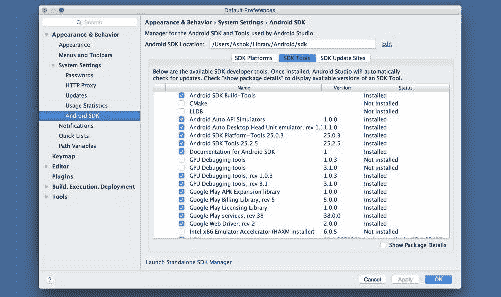 Default Preferences
Search
Appearance & Behavior
Appearance
Menus and Toolbars
System Settings
Passwords
HTTP Proxy
Updates
Usage Statistics
Android SDK
Notifications
Quick Lists
Path Variables
Keymap
Editor
Plugins
Build, Execution, Deployment
Tools
Appearance & Behavior › System Settings › Android SDK
Manager for the Android SDK and Tools used by Android Studio
Android SDK Location: /Users/Ashok/Library/Android/sdk Edit
SDK Platforms SDK Tools SDK Update Sites
Below are the available SDK developer tools. Once installed, Android Studio will automatically
check for updates. Check "show package details" to display available versions of an SDK Tool.
Name Version Status
Android SDK Build-Tools Installed
CMake Not Installed
LLDB Not Installed
Android Auto API Simulators 1.0.0 Installed
Android Auto Desktop Head Unit emulator, rev 1.1 Installed
Android SDK Platform-Tools 25.0.3 25.0.3 Installed
Android SDK Tools 25.2.5 25.2.5 Installed
Documentation for Android SDK 1 Installed
GPU Debugging tools 1.0.3 Not installed
GPU Debugging tools 3.1.0 Not installed
GPU Debugging tools, rev 1.0.3 Installed
GPU Debugging tools, rev 3.1 Installed
Google Play APK Expansion library 1.0.0 Installed
Google Play Billing Library, rev 5 5.0.0 Installed
Google Play Licensing Library 1.0.0 Installed
Google Play services, rev 38 38.0.0 Installed
Google Web Driver, rev 2 2.0.0 Installed
Intel x86 Emulator Accelerator (HAXM installer) 6.0.5 Not installed
Show Package Details
Launch Standalone SDK Manager
? Cancel Apply OK